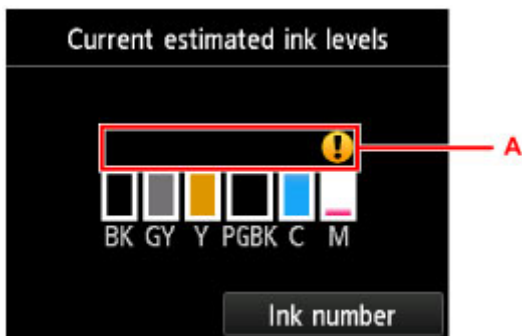 Current estimated ink levels
!
A
BK GY Y PGBK C M
Ink number